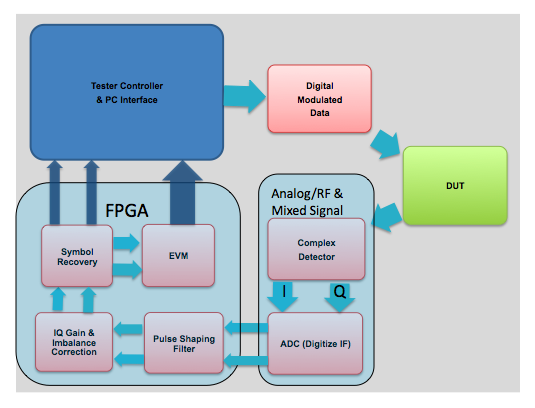 Tester Controller
& PC Interface
Digital
Modulated
Data
DUT
FPGA
Analog/RF &
Mixed Signal
Symbol
Recovery
EVM
Complex
Detector
I
Q
IQ Gain &
Imbalance
Correction
Pulse Shaping
Filter
ADC (Digitize IF)